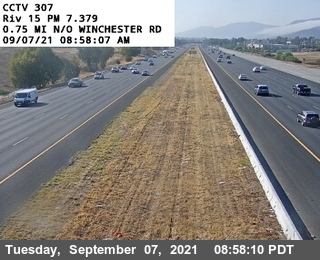 CCTV 307
Riv 15 PM 7.379
0.75 MI N/O WINCHESTER RD
09/07/21 08:58:07 AM
Tuesday, September 07, 2021 08:58:10 PDT